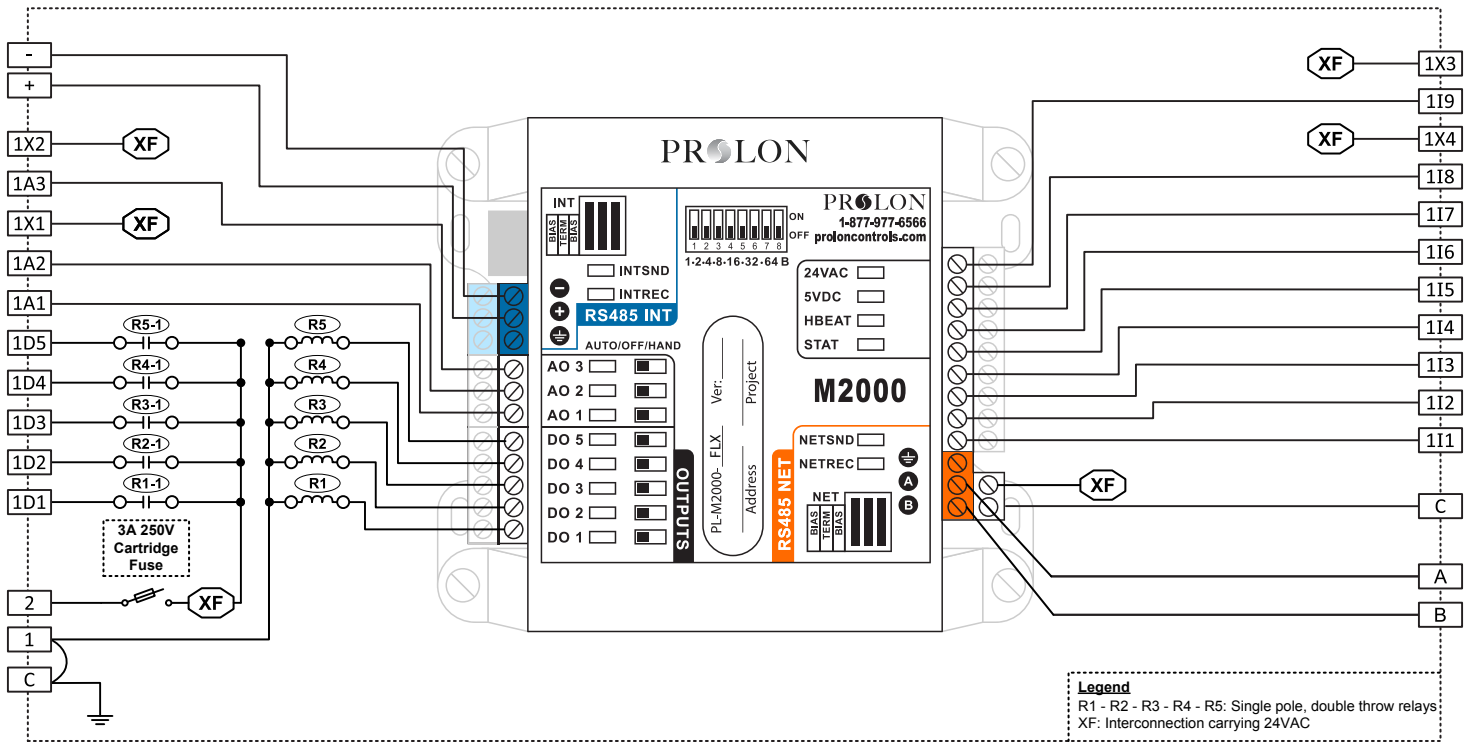 -
+
1X2
XF
1A3
1X1
XF
1A2
1A1
1D5
R5-1
R5
1D4
R4-1
R4
1D3
R3-1
R3
1D2
R2-1
R2
1D1
R1-1
R1
3A 250V
Cartridge
Fuse
2
XF
1
C
PROLON
INT
BIAS
TERM
BIAS
INTSND
INTREC
RS485 INT
ON
OFF
1 2 3 4 5 6 7 8
1·2·4·8·16·32·64 B
PROLON
1-877-977-6566
proloncontrols.com
24VAC
5VDC
HBEAT
STAT
M2000
AUTO/OFF/HAND
AO 3
AO 2
AO 1
DO 5
DO 4
DO 3
DO 2
DO 1
OUTPUTS
PL-M2000-__FLX Ver:______
Address Project
RS485 NET
NETSND
NETREC
A
B
NET
BIAS
TERM
BIAS
XF
1X3
1I9
XF
1X4
1I8
1I7
1I6
1I5
1I4
1I3
1I2
1I1
XF
C
A
B
Legend
R1 - R2 - R3 - R4 - R5: Single pole, double throw relays
XF: Interconnection carrying 24VAC